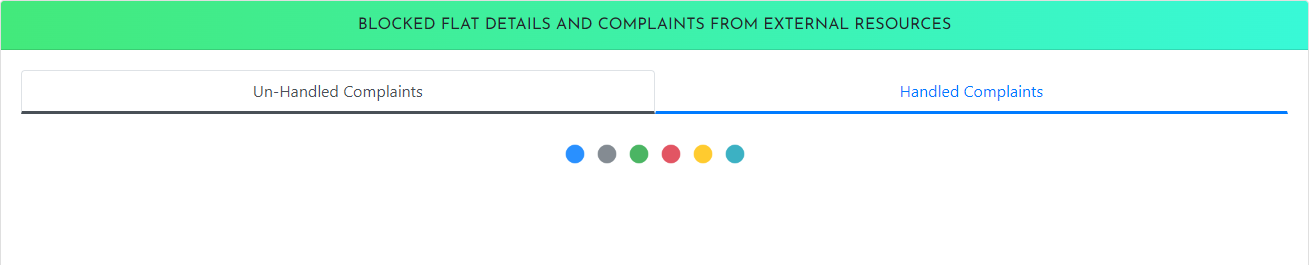 BLOCKED FLAT DETAILS AND COMPLAINTS FROM EXTERNAL RESOURCES
Un-Handled Complaints
Handled Complaints